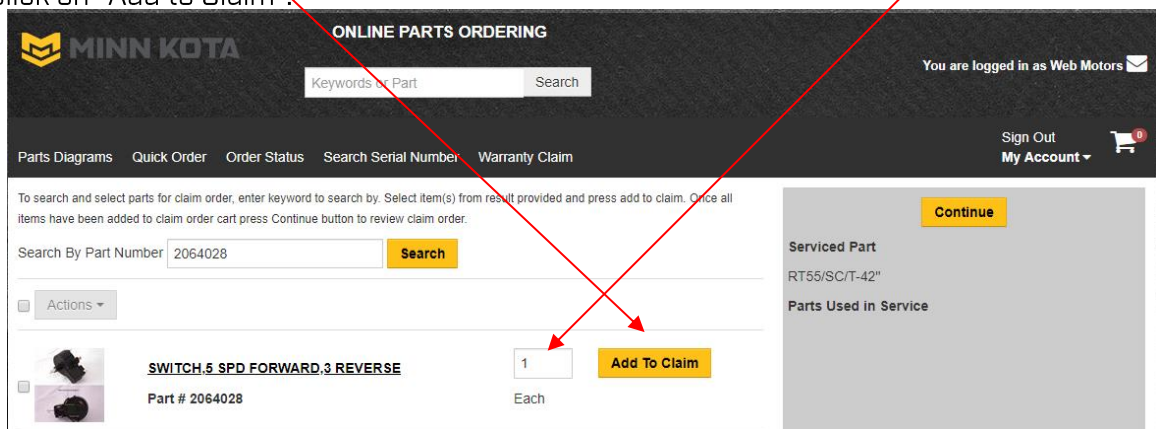 click on "Add to Claim".
MINN KOTA
ONLINE PARTS ORDERING
Keywords or Part
Search
You are logged in as Web Motors
Sign Out
0
My Account
Parts Diagrams Quick Order Order Status Search Serial Number Warranty Claim
To search and select parts for claim order, enter keyword to search by. Select item(s) from result provided and press add to claim. Once all
items have been added to claim order cart press Continue button to review claim order.
Search By Part Number 2064028 Search
Actions
SWITCH,5 SPD FORWARD,3 REVERSE
Part # 2064028
1
Each
Add To Claim
Continue
Serviced Part
RT55/SC/T-42"
Parts Used in Service